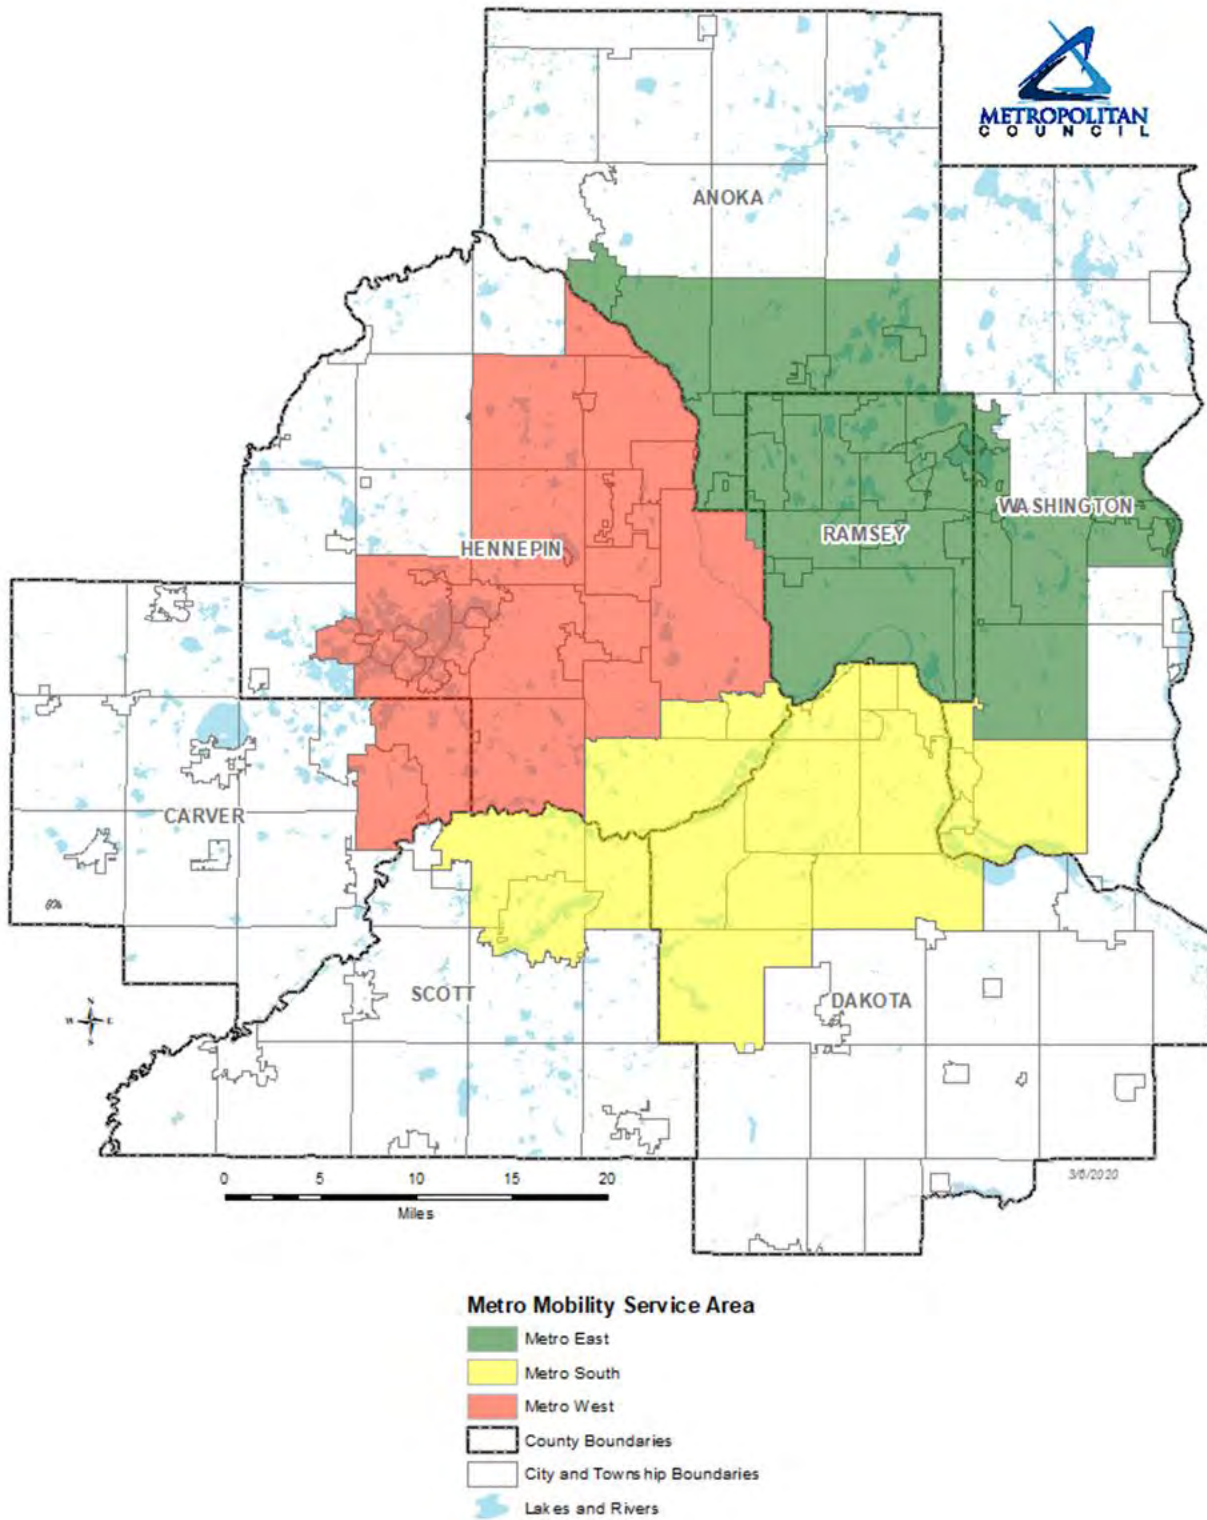 METROPOLITAN
COUNCIL
ANOKA
WASHINGTON
RAMSEY
HENNEPIN
CARVER
SCOTT
DAKOTA
N
W E
S
3/6/2020
0 5 10 15 20
Miles
Metro Mobility Service Area
Metro East
Metro South
Metro West
County Boundaries
City and Township Boundaries
Lakes and Rivers